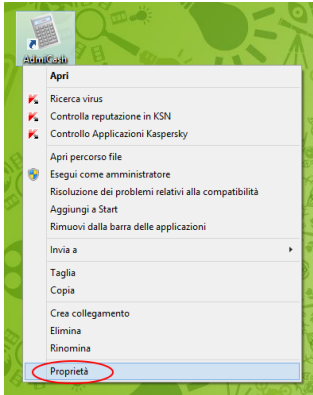 AdmiCash
Apri
Ricerca virus
Controlla reputazione in KSN
Controllo Applicazioni Kaspersky
Apri percorso file
Esegui come amministratore
Risoluzione dei problemi relativi alla compatibilità
Aggiungi a Start
Rimuovi dalla barra delle applicazioni
Invia a
Taglia
Copia
Crea collegamento
Elimina
Rinomina
Proprietà